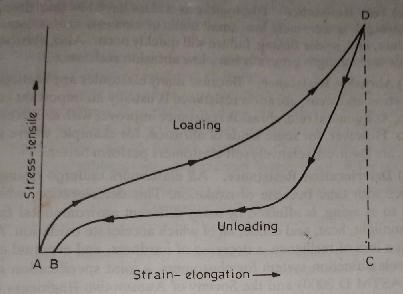 D
Loading
Stress-tensile
Unloading
A B
C
Strain-elongation